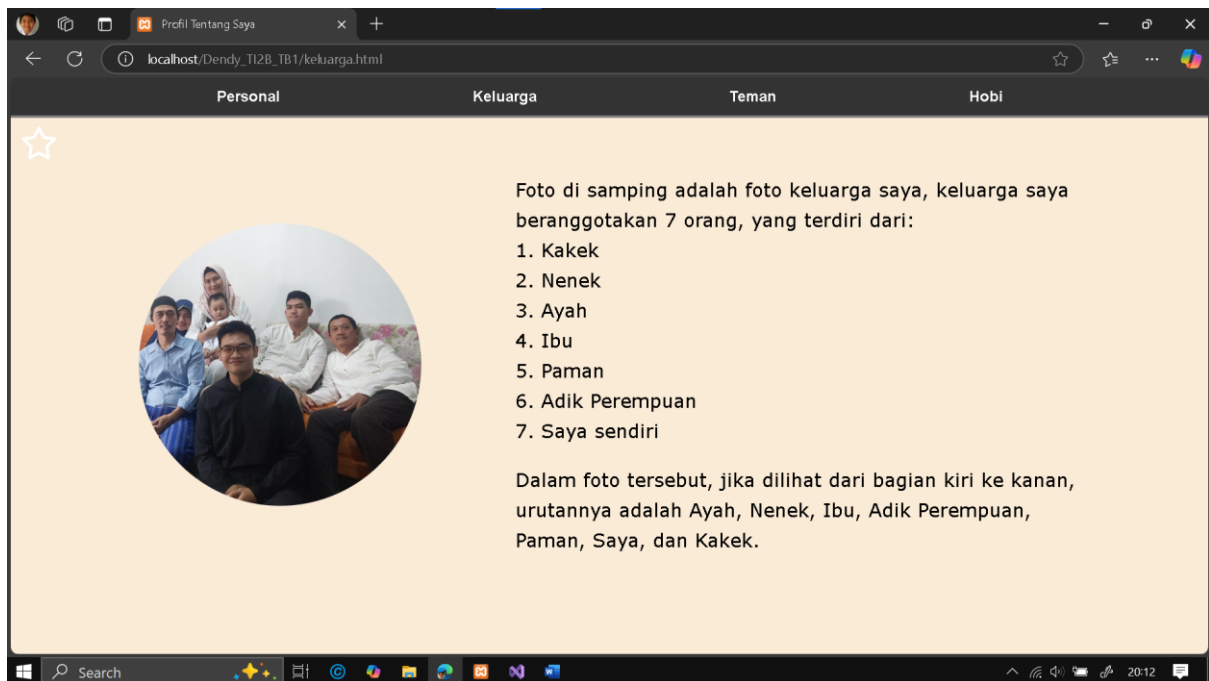 Profil Tentang Saya
localhost/Dendy_TI2B_TB1/keluarga.html
Personal Keluarga Teman Hobi
Foto di samping adalah foto keluarga saya, keluarga saya
beranggotakan 7 orang, yang terdiri dari:
1. Kakek
2. Nenek
3. Ayah
4. Ibu
5. Paman
6. Adik Perempuan
7. Saya sendiri
Dalam foto tersebut, jika dilihat dari bagian kiri ke kanan,
urutannya adalah Ayah, Nenek, Ibu, Adik Perempuan,
Paman, Saya, dan Kakek.
Search 20:12